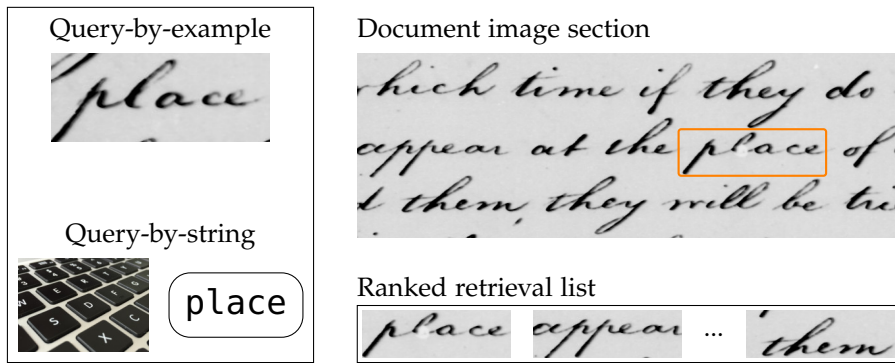 Query-by-example
place
Query-by-string
S D C X
place
Document image section
which time if they do
appear at the place of
them, they will be
Ranked retrieval list
place appear ... them